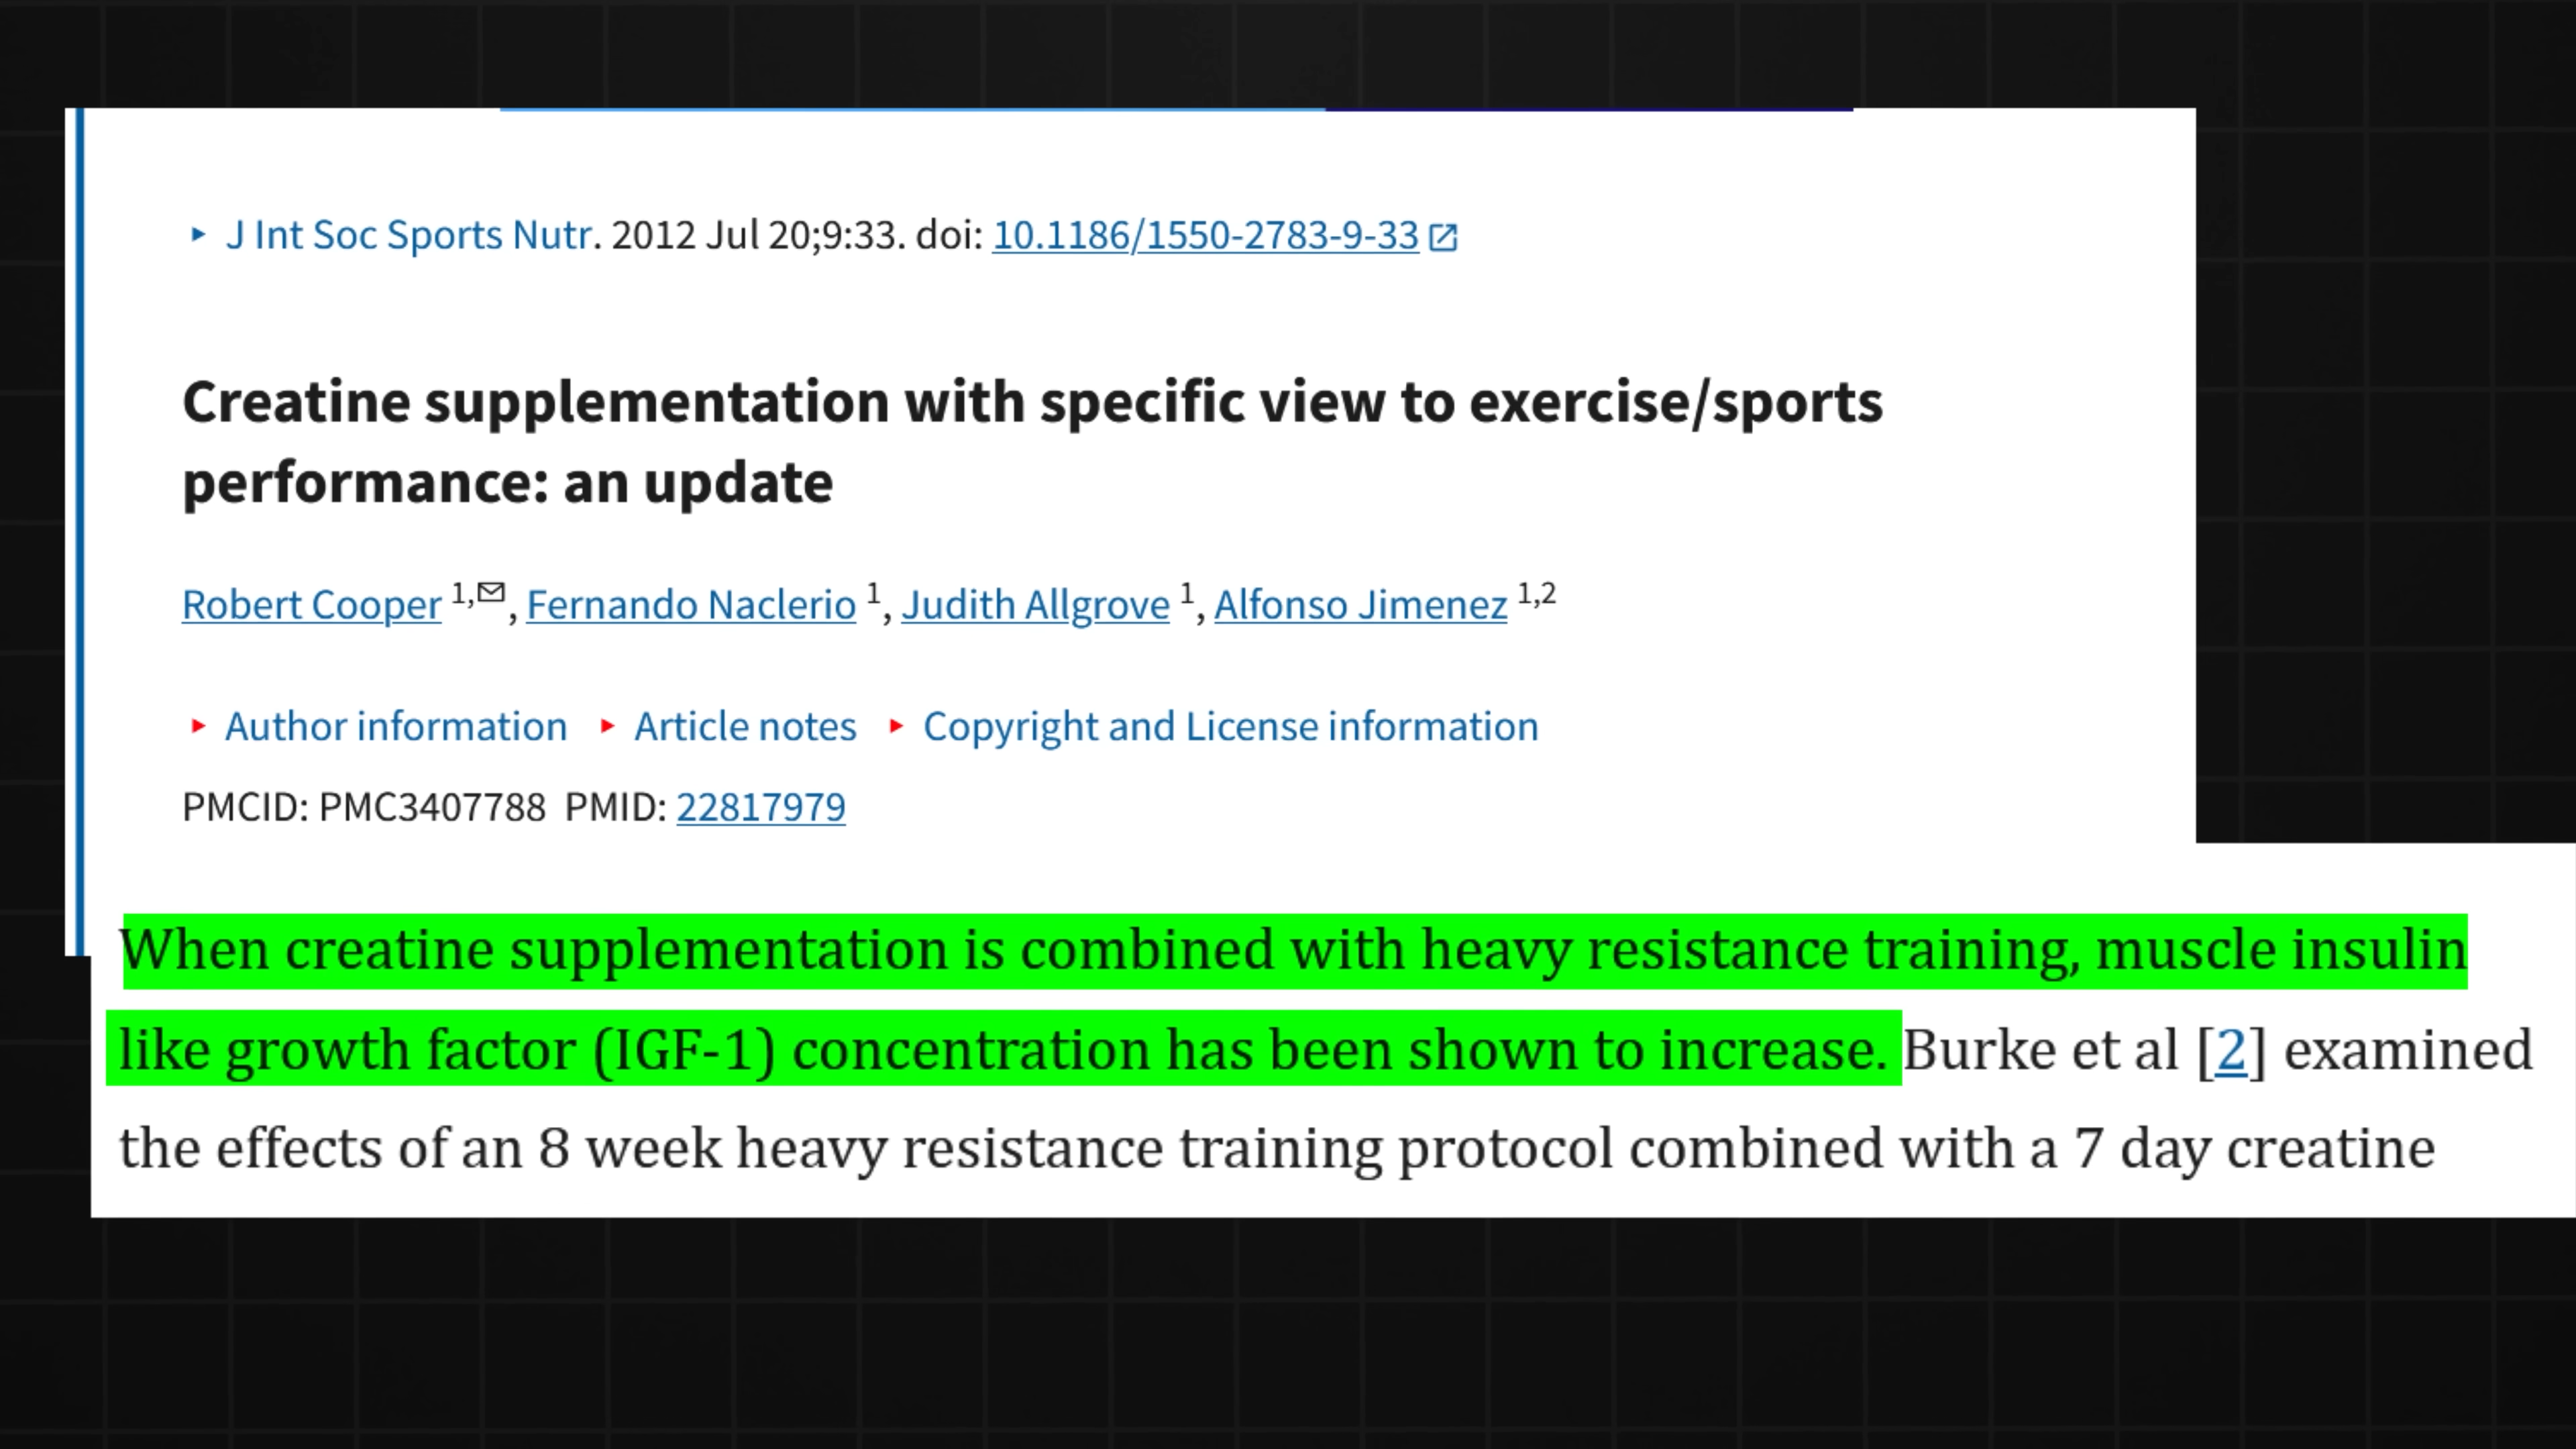 ▸ J Int Soc Sports Nutr. 2012 Jul 20;9:33. doi: 10.1186/1550-2783-9-33
Creatine supplementation with specific view to exercise/sports
performance: an update
Robert Cooper 1,✉, Fernando Naclerio 1, Judith Allgrove 1, Alfonso Jimenez 1,2
▸ Author information ▸ Article notes ▸ Copyright and License information
PMCID: PMC3407788 PMID: 22817979
When creatine supplementation is combined with heavy resistance training, muscle insulin
like growth factor (IGF-1) concentration has been shown to increase. Burke et al [2] examined
the effects of an 8 week heavy resistance training protocol combined with a 7 day creatine